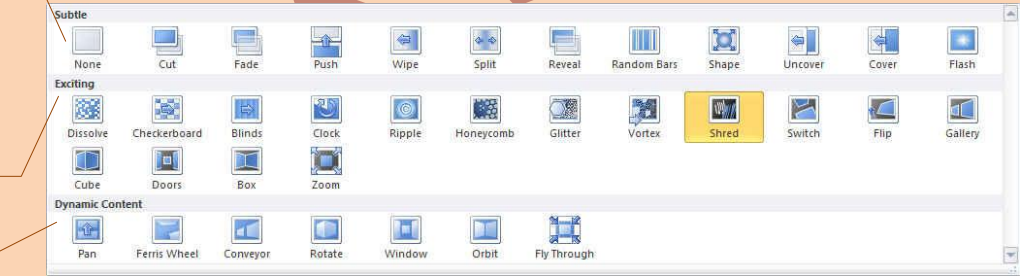 Subtle
None Cut Fade Push Wipe Split Reveal Random Bars Shape Uncover Cover Flash
Exciting
Dissolve Checkerboard Blinds Clock Ripple Honeycomb Glitter Vortex Shred Switch Flip Gallery
Cube Doors Box Zoom
Dynamic Content
Pan Ferris Wheel Conveyor Rotate Window Orbit Fly Through